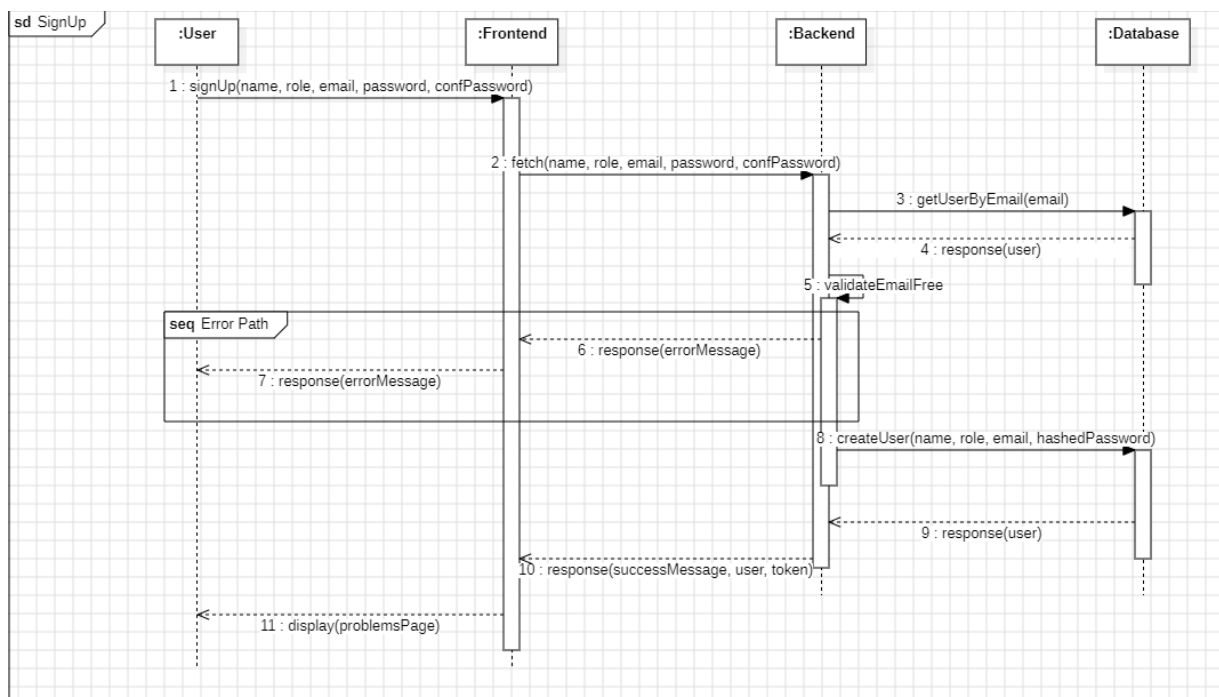 sd SignUp
:User
:Frontend
:Backend
:Database
1 : signUp(name, role, email, password, confPassword)
2 : fetch(name, role, email, password, confPassword)
3 : getUserByEmail(email)
4 : response(user)
5 : validateEmailFree
seq Error Path
6 : response(errorMessage)
7 : response(errorMessage)
8 : createUser(name, role, email, hashedPassword)
9 : response(user)
10 : response(successMessage, user, token)
11 : display(problemsPage)